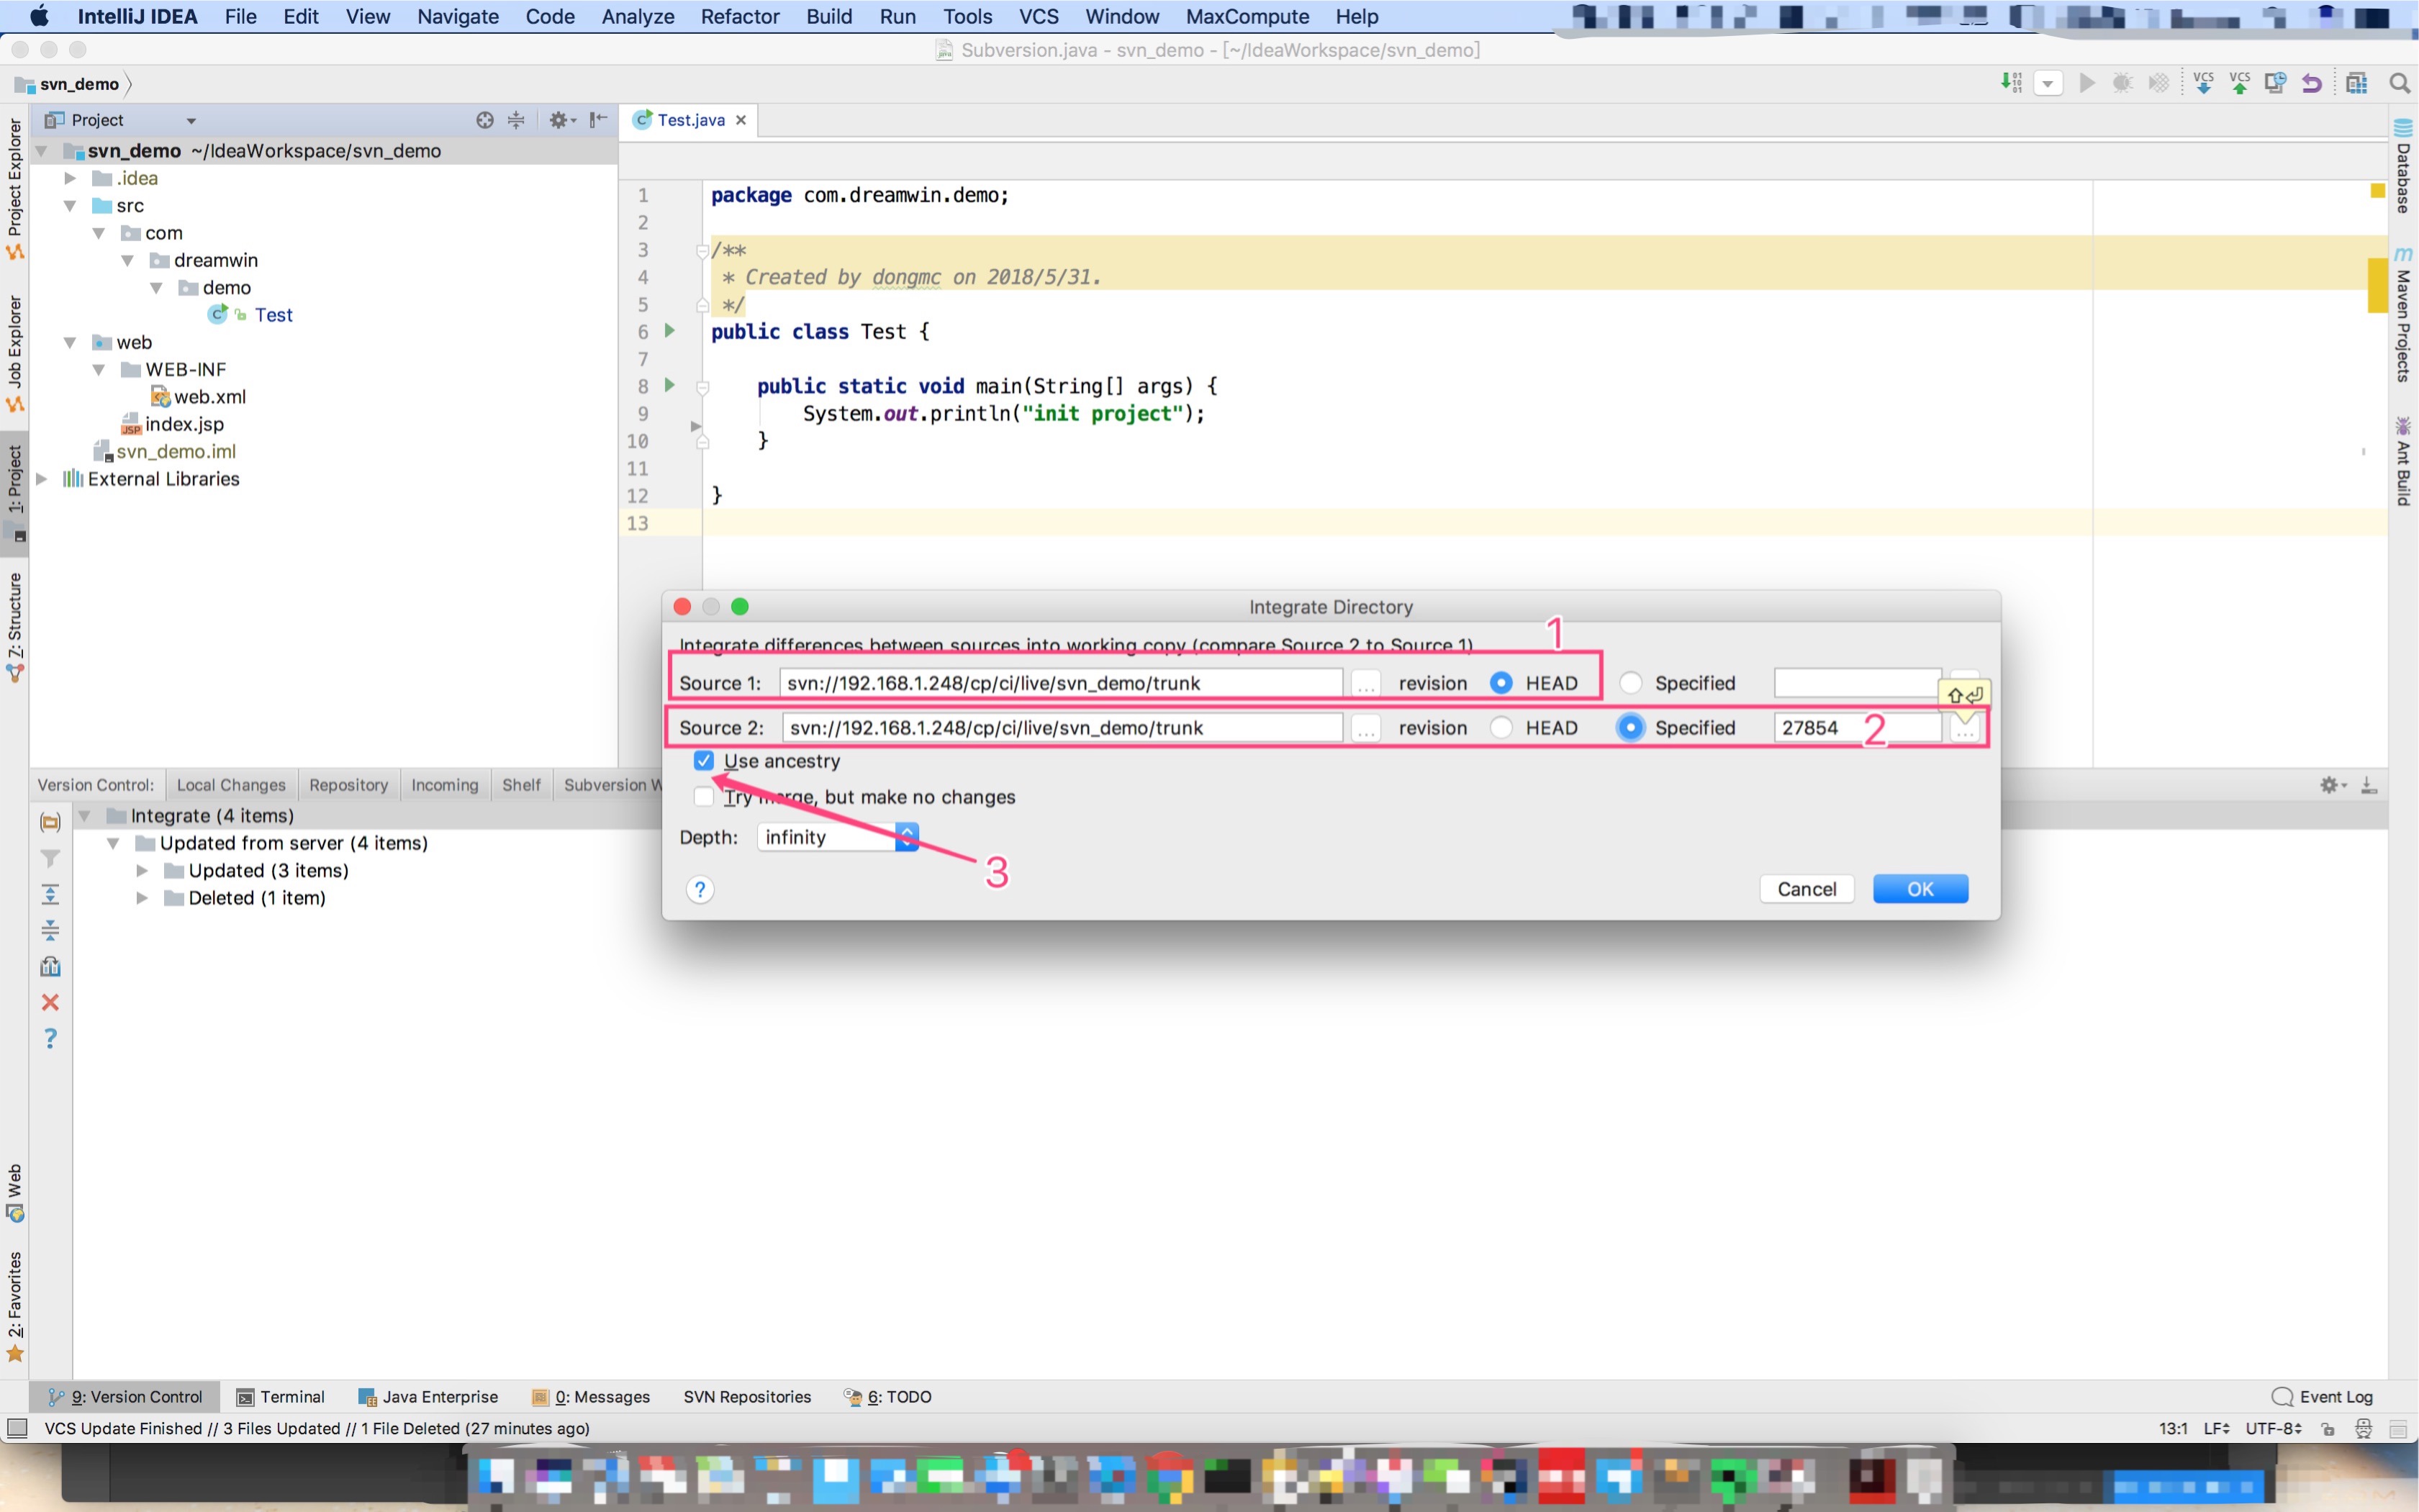 IntelliJ IDEA File Edit View Navigate Code Analyze Refactor Build Run Tools VCS Window MaxCompute Help
Subversion.java - svn_demo - [~/IdeaWorkspace/svn_demo]
svn_demo
VCS VCS
Project
Test.java
svn_demo ~/IdeaWorkspace/svn_demo
.idea
src
com
dreamwin
demo
Test
web
WEB-INF
web.xml
index.jsp
svn_demo.iml
External Libraries
Project Explorer
Job Explorer
1: Project
7: Structure
Web
2: Favorites
1 package com.dreamwin.demo;
2
3 /**
4 * Created by dongmc on 2018/5/31.
5 */
6 public class Test {
7
8 public static void main(String[] args) {
9 System.out.println("init project");
10 }
11
12 }
13
Database
Maven Projects
Ant Build
Integrate Directory
Integrate differences between sources into working copy (compare Source 2 to Source 1)
1
Source 1: svn://192.168.1.248/cp/ci/live/svn_demo/trunk ... revision HEAD Specified
Source 2: svn://192.168.1.248/cp/ci/live/svn_demo/trunk ... revision HEAD Specified 27854 2 ...
Use ancestry
Try merge, but make no changes
Depth: infinity
3
? Cancel OK
Version Control: Local Changes Repository Incoming Shelf Subversion W
Integrate (4 items)
Updated from server (4 items)
Updated (3 items)
Deleted (1 item)
9: Version Control Terminal Java Enterprise 0: Messages SVN Repositories 6: TODO Event Log
VCS Update Finished // 3 Files Updated // 1 File Deleted (27 minutes ago) 13:1 LF UTF-8